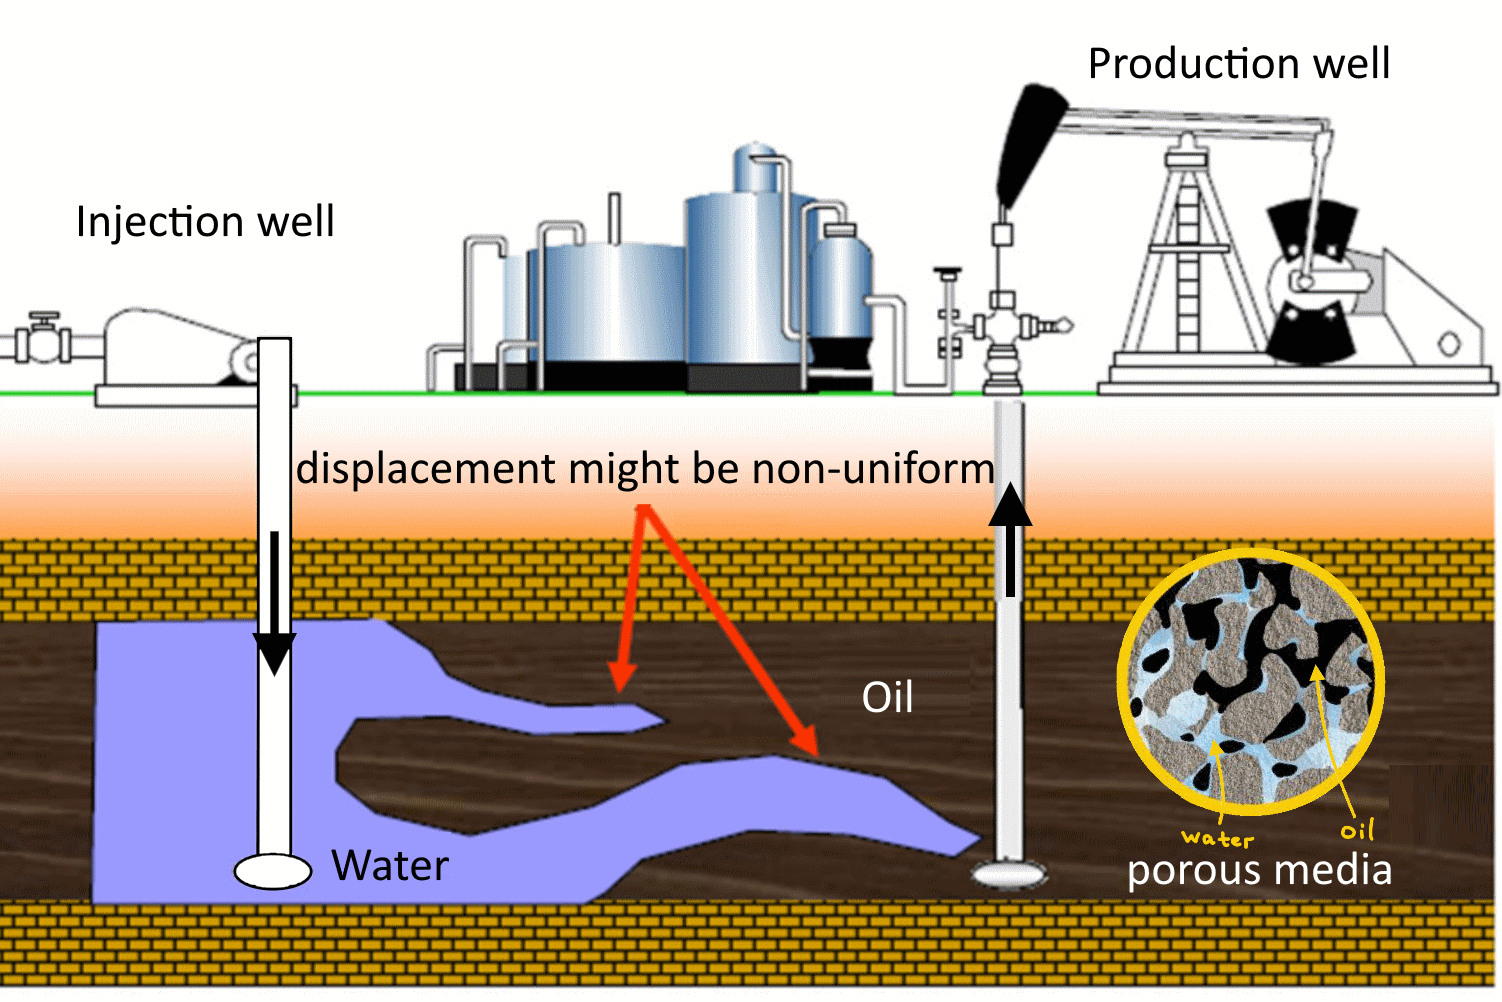 Production well
Injection well
displacement might be non-uniform
Oil
water
oil
Water
porous media